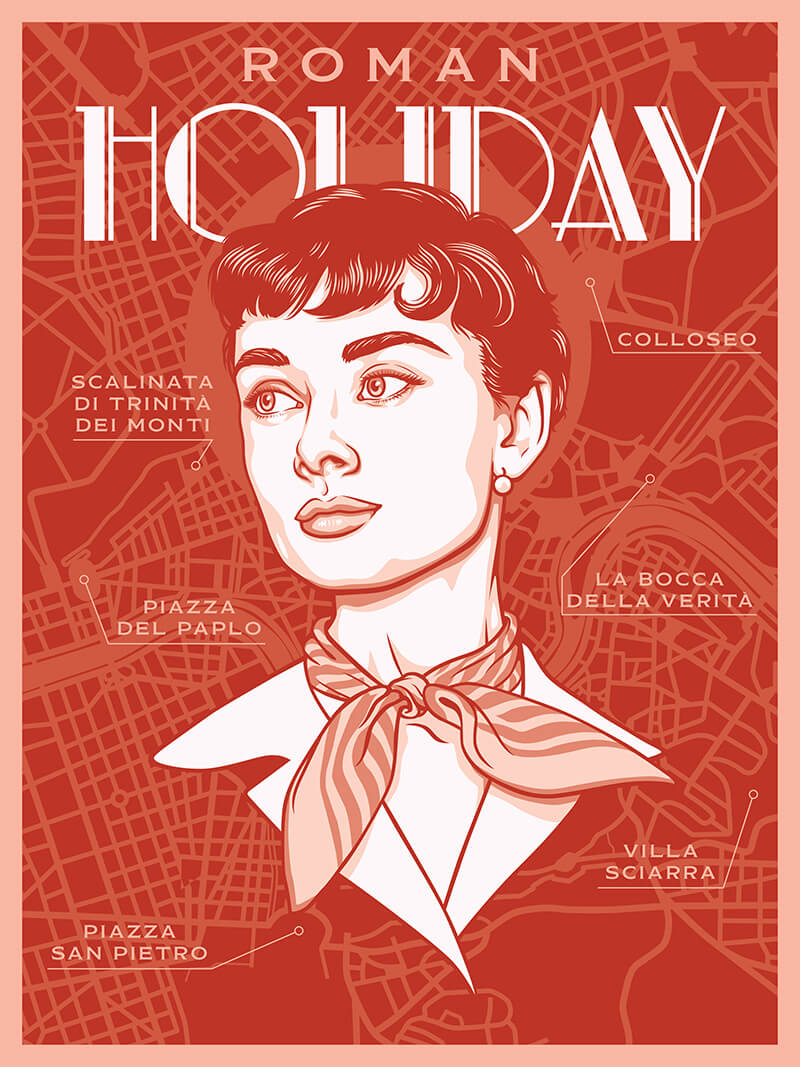 ROMAN
HOLIDAY
COLLOSEO
SCALINATA
DI TRINITÀ
DEI MONTI
LA BOCCA
DELLA VERITÀ
PIAZZA
DEL PAPLO
VILLA
SCIARRA
PIAZZA
SAN PIETRO